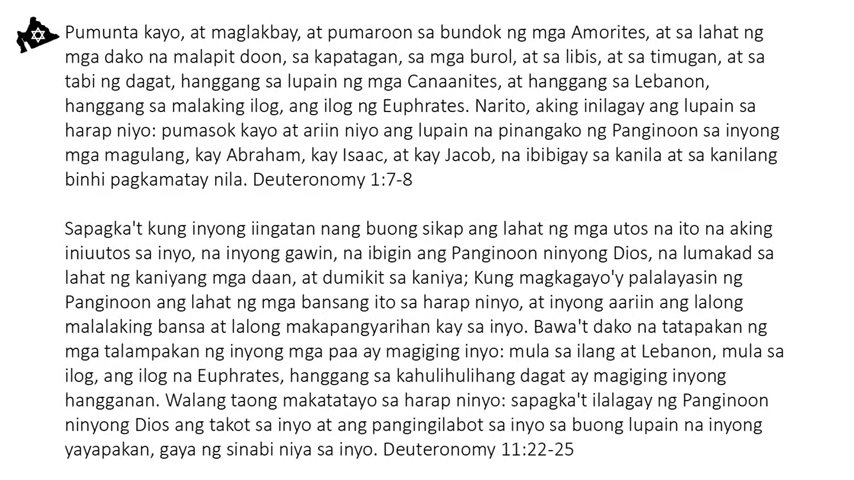 Pumunta kayo, at maglakbay, at pumaroon sa bundok ng mga Amorites, at sa lahat ng
mga dako na malapit doon, sa kapatagan, sa mga burol, at sa libis, at sa timugan, at sa
tabi ng dagat, hanggang sa lupain ng mga Canaanites, at hanggang sa Lebanon,
hanggang sa malaking ilog, ang ilog ng Euphrates. Narito, aking inilagay ang lupain sa
harap niyo: pumasok kayo at ariin niyo ang lupain na pinangako ng Panginoon sa inyong
mga magulang, kay Abraham, kay Isaac, at kay Jacob, na ibibigay sa kanila at sa kanilang
binhi pagkamatay nila. Deuteronomy 1:7-8
Sapagka't kung inyong iingatan nang buong sikap ang lahat ng mga utos na ito na aking
iniuutos sa inyo, na inyong gawin, na ibigin ang Panginoon ninyong Dios, na lumakad sa
lahat ng kaniyang mga daan, at dumikit sa kaniya; Kung magkagayo'y palalayasin ng
Panginoon ang lahat ng mga bansang ito sa harap ninyo, at inyong aariin ang lalong
malalaking bansa at lalong makapangyarihan kay sa inyo. Bawa't dako na tatapakan ng
mga talampakan ng inyong mga paa ay magiging inyo: mula sa ilang at Lebanon, mula sa
ilog, ang ilog na Euphrates, hanggang sa kahulihulihang dagat ay magiging inyong
hangganan. Walang taong makatatayo sa harap ninyo: sapagka't ilalagay ng Panginoon
ninyong Dios ang takot sa inyo at ang pangingilabot sa inyo sa buong lupain na inyong
yayapakan, gaya ng sinabi niya sa inyo. Deuteronomy 11:22-25